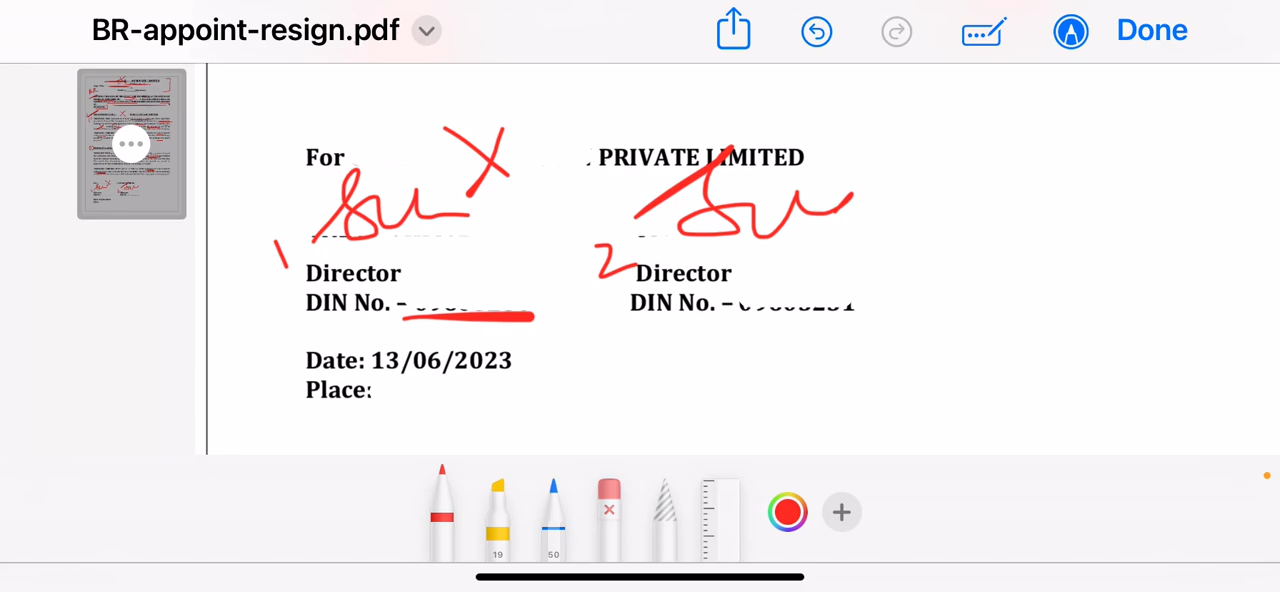 BR-appoint-resign.pdf
Done
For PRIVATE LIMITED
1 2
Director Director
DIN No. – DIN No. –
Date: 13/06/2023
Place:
19 50